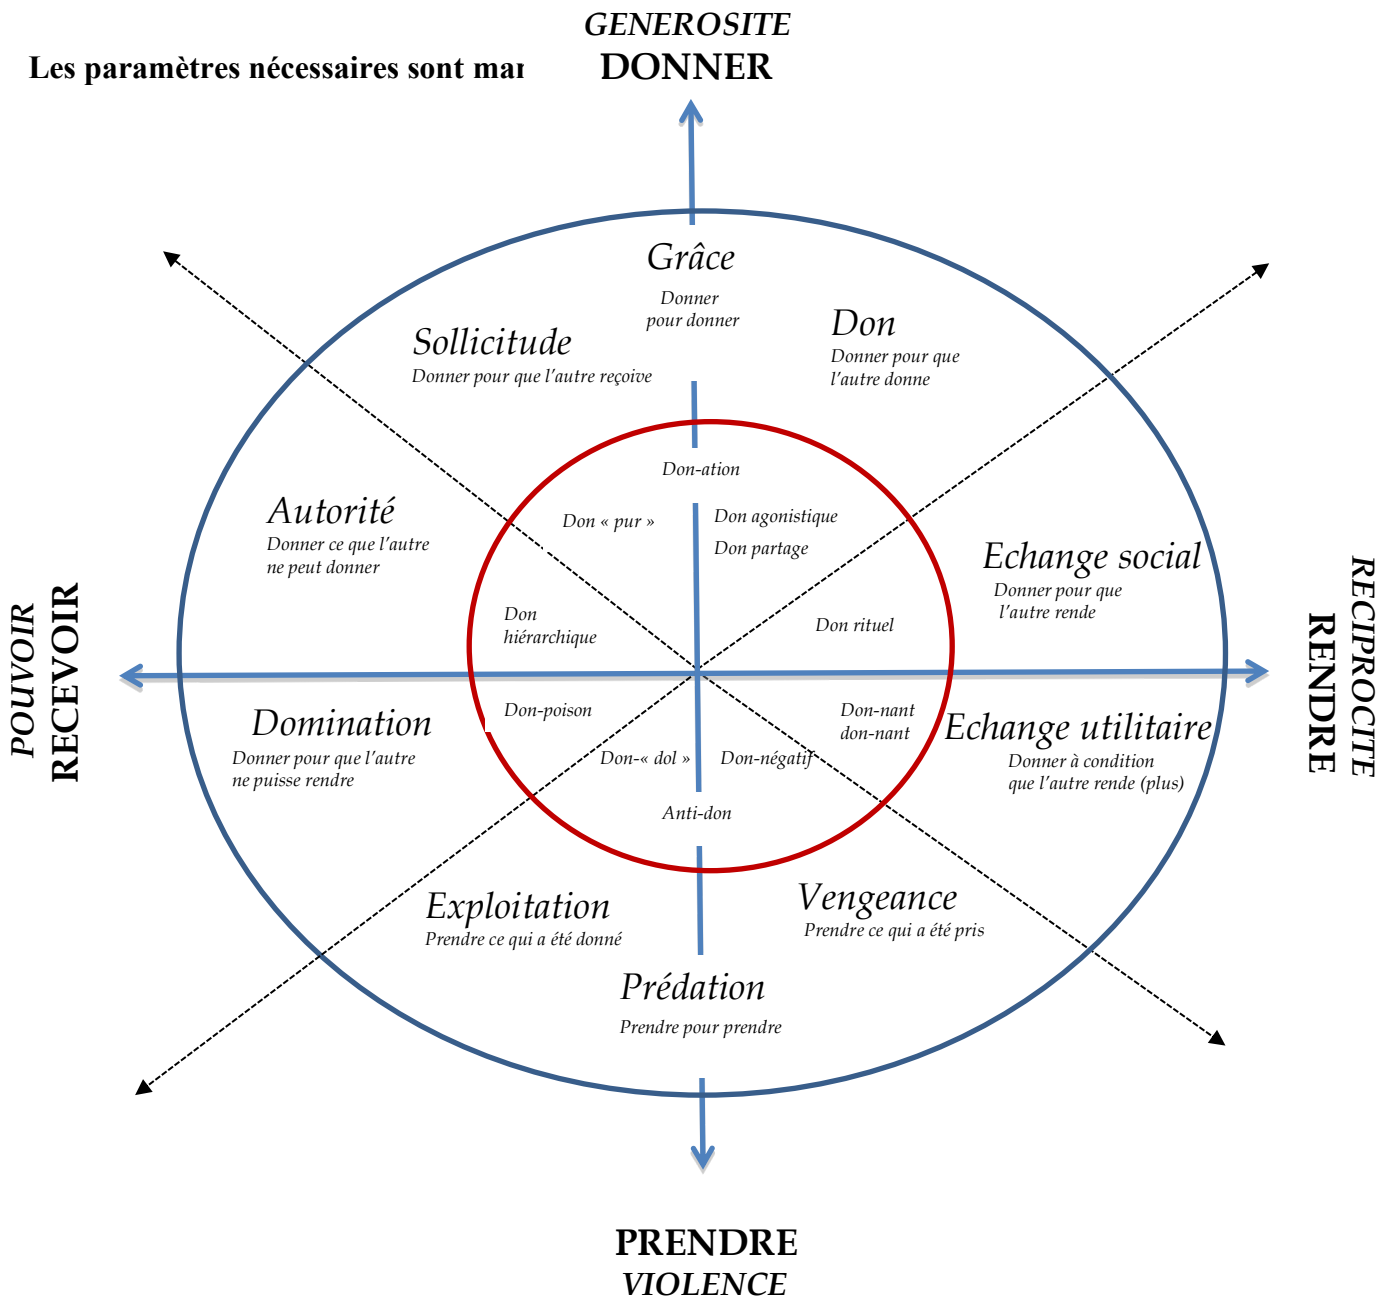 GENEROSITE
DONNER
Les paramètres nécessaires sont mar
Grâce
Donner
pour donner
Sollicitude
Donner pour que l'autre reçoive
Don
Donner pour que
l'autre donne
Don-ation
Don « pur »
Don agonistique
Don partage
Autorité
Donner ce que l'autre
ne peut donner
Echange social
Donner pour que
l'autre rende
Don
hiérarchique
Don rituel
POUVOIR
RECEVOIR
RECIPROCITE
RENDRE
Domination
Donner pour que l'autre
ne puisse rendre
Don-poison
Don-« dol »
Don-négatif
Don-nant
don-nant
Echange utilitaire
Donner à condition
que l'autre rende (plus)
Anti-don
Exploitation
Prendre ce qui a été donné
Vengeance
Prendre ce qui a été pris
Prédation
Prendre pour prendre
PRENDRE
VIOLENCE